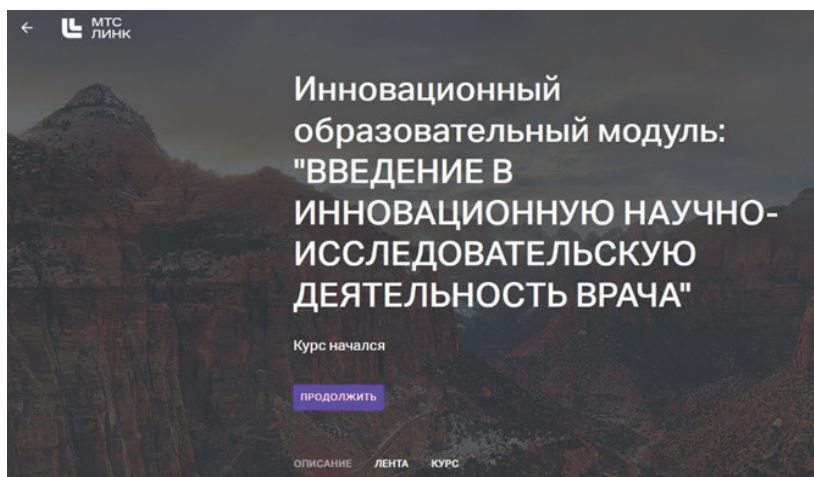 ←
МТС
ЛИНК
Инновационный
образовательный модуль:
"ВВЕДЕНИЕ В
ИННОВАЦИОННУЮ НАУЧНО-
ИССЛЕДОВАТЕЛЬСКУЮ
ДЕЯТЕЛЬНОСТЬ ВРАЧА"
Курс начался
ПРОДОЛЖИТЬ
ОПИСАНИЕ ЛЕНТА КУРС